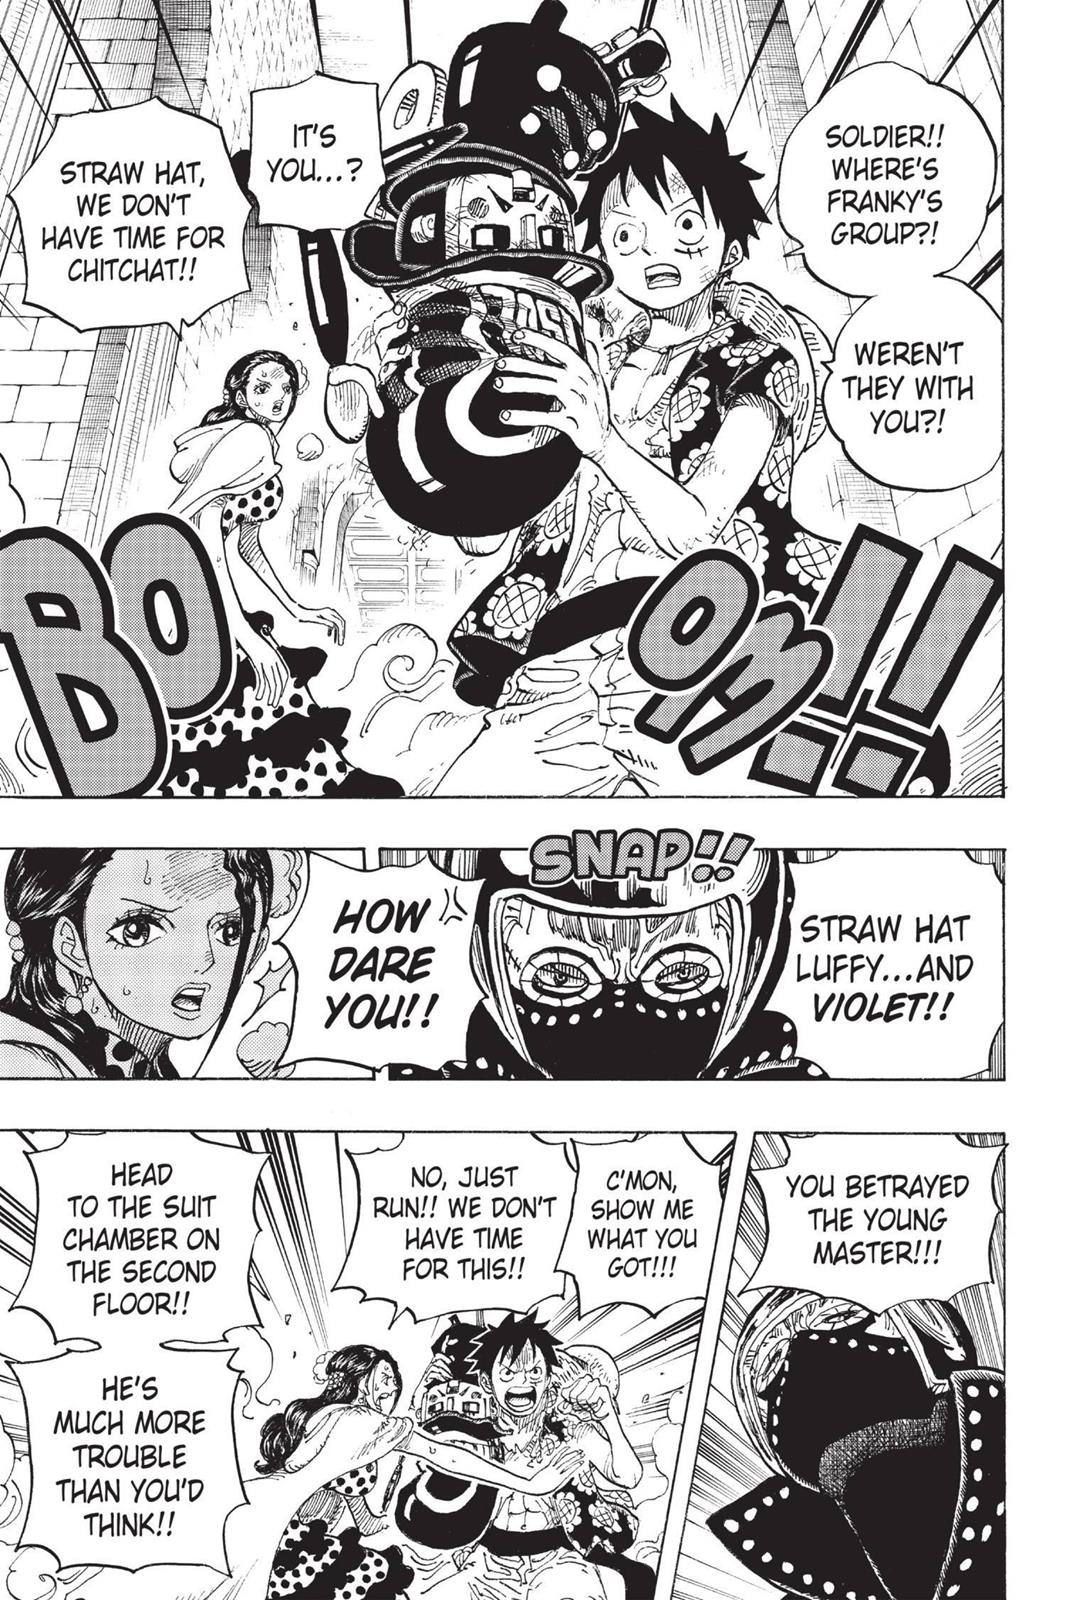 SOLDIER!!
WHERE'S
FRANKY'S
GROUP?!
WEREN'T
THEY WITH
YOU?!
IT'S
YOU...?
STRAW HAT,
WE DON'T
HAVE TIME FOR
CHITCHAT!!
BOOM!!
SNAP!!
STRAW HAT
LUFFY...AND
VIOLET!!
HOW
DARE
YOU!!
YOU BETRAYED
THE YOUNG
MASTER!!!
C'MON,
SHOW ME
WHAT YOU
GOT!!!
NO, JUST
RUN!! WE DON'T
HAVE TIME
FOR THIS!!
HEAD
TO THE SUIT
CHAMBER ON
THE SECOND
FLOOR!!
HE'S
MUCH MORE
TROUBLE
THAN YOU'D
THINK!!